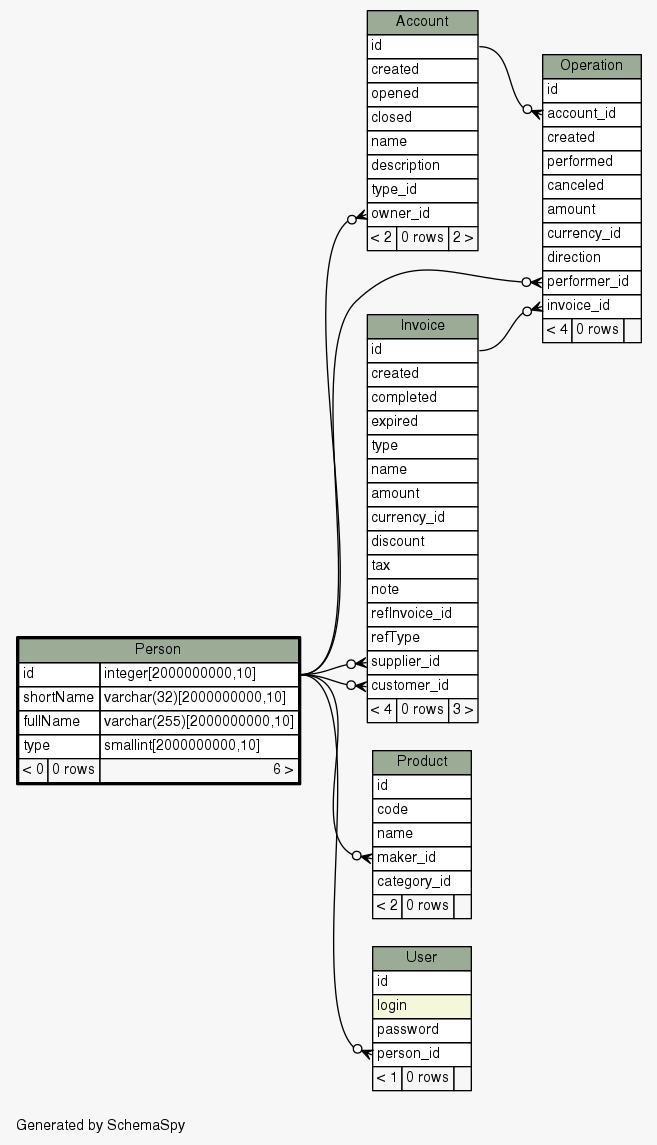 Account
id
created
opened
closed
name
description
type_id
owner_id
< 2 0 rows 2 >
Operation
id
account_id
created
performed
canceled
amount
currency_id
direction
performer_id
invoice_id
< 4 0 rows
Invoice
id
created
completed
expired
type
name
amount
currency_id
discount
tax
note
refInvoice_id
refType
supplier_id
customer_id
< 4 0 rows 3 >
Person
id integer[2000000000,10]
shortName varchar(32)[2000000000,10]
fullName varchar(255)[2000000000,10]
type smallint[2000000000,10]
< 0 0 rows 6 >
Product
id
code
name
maker_id
category_id
< 2 0 rows
User
id
login
password
person_id
< 1 0 rows
Generated by SchemaSpy